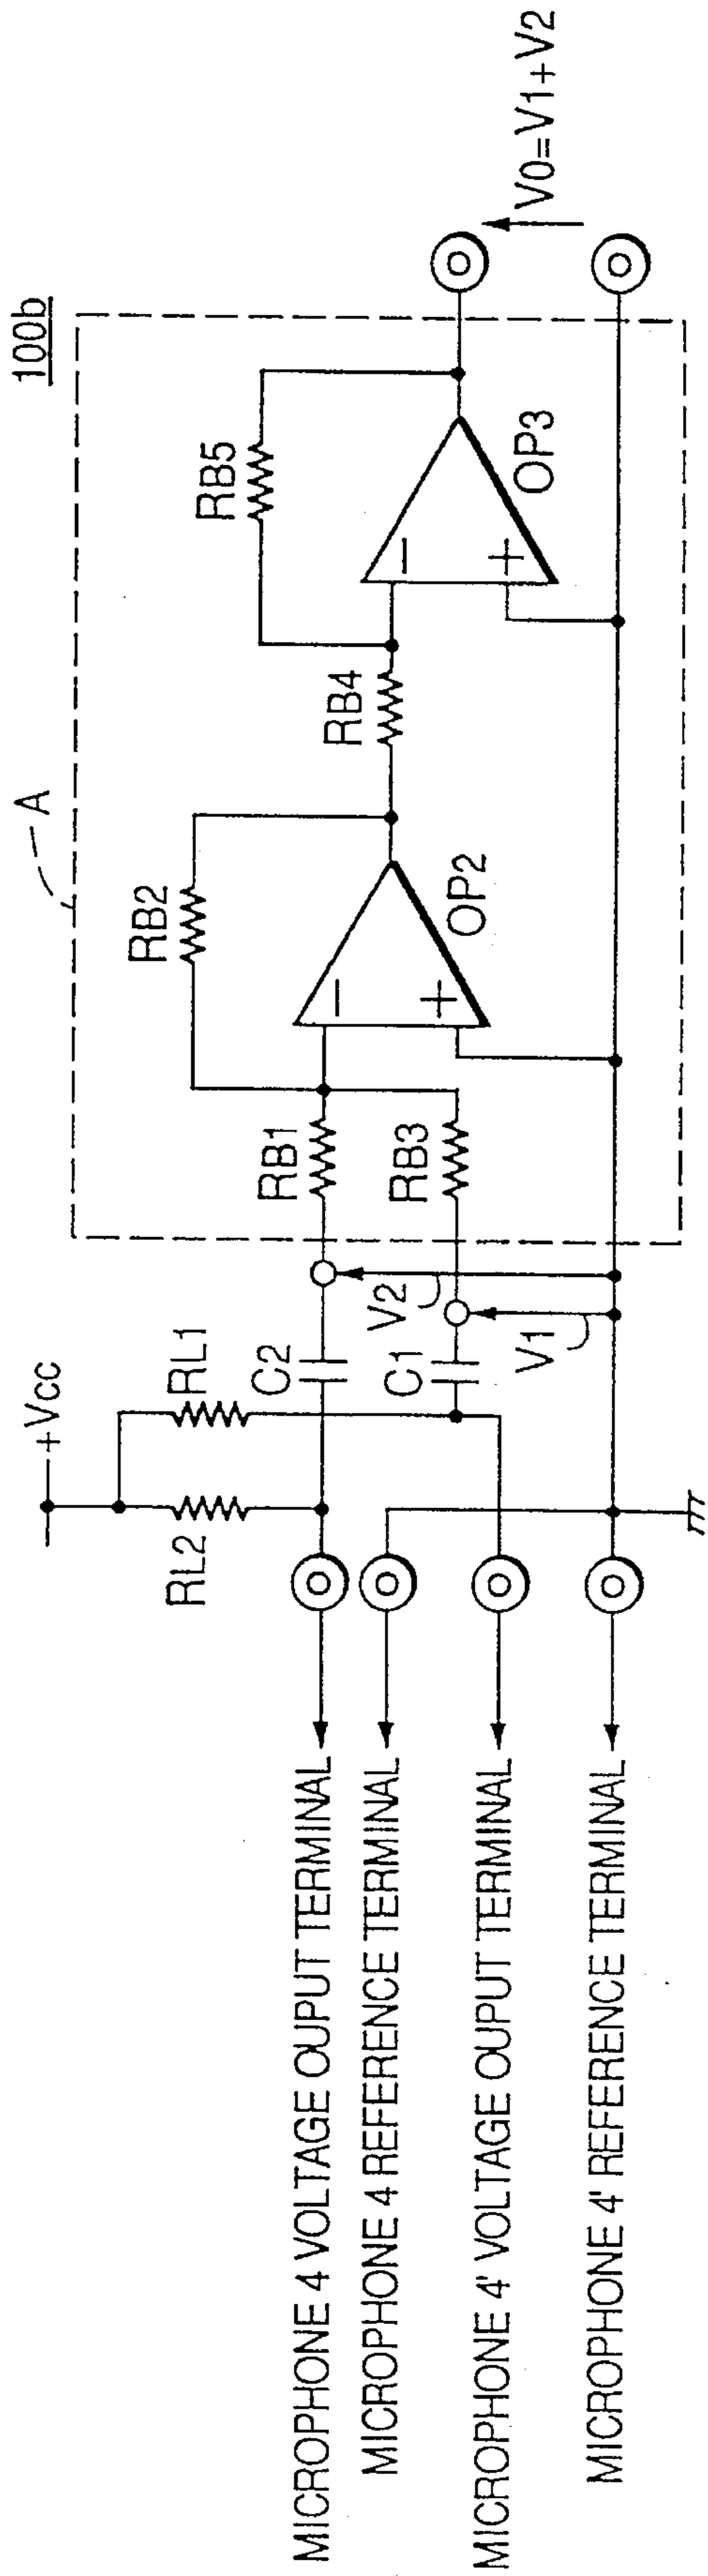 100b
A
V0=V1+V2
+Vcc
RL2
RL1
C2
C1
V2
V1
RB1
RB3
RB2
−
+
OP2
RB4
RB5
−
+
OP3
MICROPHONE 4 VOLTAGE OUPUT TERMINAL
MICROPHONE 4 REFERENCE TERMINAL
MICROPHONE 4' VOLTAGE OUPUT TERMINAL
MICROPHONE 4' REFERENCE TERMINAL